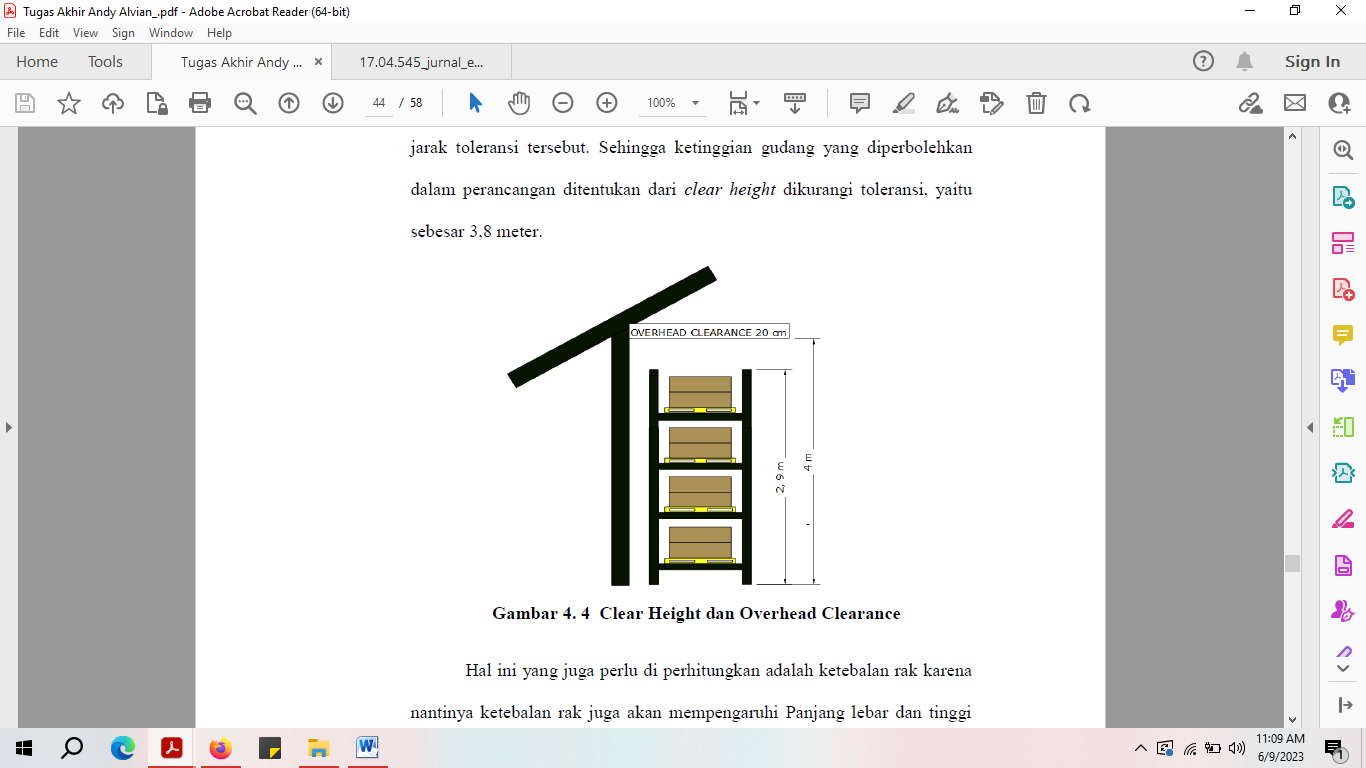 Tugas Akhir Andy Alvian_.pdf - Adobe Acrobat Reader (64-bit)
File Edit View Sign Window Help
Home Tools Tugas Akhir Andy ... × 17.04.545_jurnal_e... Sign In
44 / 58 100%
jarak toleransi tersebut. Sehingga ketinggian gudang yang diperbolehkan
dalam perancangan ditentukan dari clear height dikurangi toleransi, yaitu
sebesar 3,8 meter.
OVERHEAD CLEARANCE 20 cm
2, 9 m
4 m
Gambar 4. 4 Clear Height dan Overhead Clearance
Hal ini yang juga perlu di perhitungkan adalah ketebalan rak karena
nantinya ketebalan rak juga akan mempengaruhi Panjang lebar dan tinggi
11:09 AM
6/9/2023
1